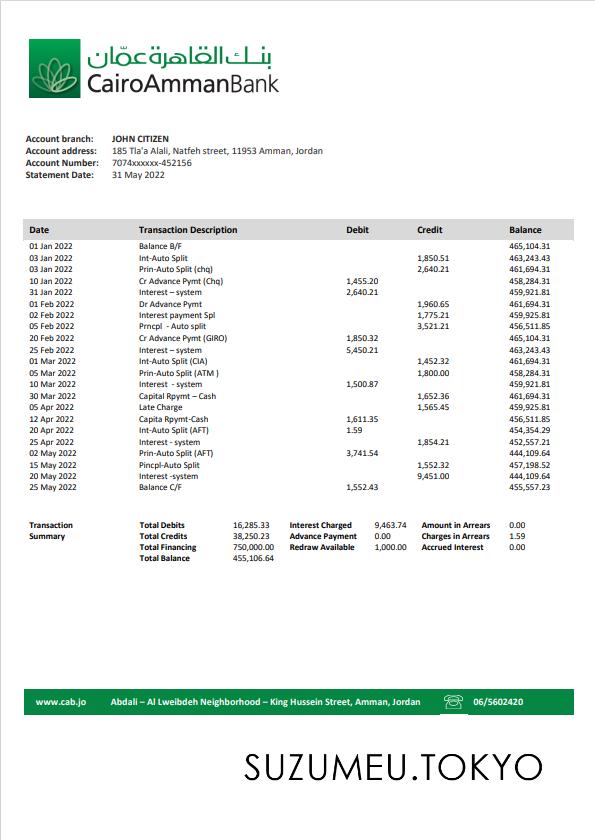 بنك القاهرة عمّان
CairoAmmanBank
Account branch: JOHN CITIZEN
Account address: 185 Tla'a Alali, Natfeh street, 11953 Amman, Jordan
Account Number: 7074xxxxxx-452156
Statement Date: 31 May 2022
Date Transaction Description Debit Credit Balance
01 Jan 2022 Balance B/F 465,104.31
03 Jan 2022 Int-Auto Split 1,850.51 463,243.43
03 Jan 2022 Prin-Auto Split (chq) 2,640.21 461,694.31
10 Jan 2022 Cr Advance Pymt (Chq) 1,455.20 458,284.31
31 Jan 2022 Interest – system 2,640.21 459,921.81
01 Feb 2022 Dr Advance Pymt 1,960.65 461,694.31
02 Feb 2022 Interest payment Spl 1,775.21 459,925.81
05 Feb 2022 Prncpl - Auto split 3,521.21 456,511.85
20 Feb 2022 Cr Advance Pymt (GIRO) 1,850.32 465,104.31
25 Feb 2022 Interest – system 5,450.21 463,243.43
01 Mar 2022 Int-Auto Split (CIA) 1,452.32 461,694.31
05 Mar 2022 Prin-Auto Split (ATM ) 1,800.00 458,284.31
10 Mar 2022 Interest - system 1,500.87 459,921.81
30 Mar 2022 Capital Rpymt – Cash 1,652.36 461,694.31
05 Apr 2022 Late Charge 1,565.45 459,925.81
12 Apr 2022 Capita Rpymt-Cash 1,611.35 456,511.85
20 Apr 2022 Int-Auto Split (AFT) 1.59 454,354.29
25 Apr 2022 Interest - system 1,854.21 452,557.21
02 May 2022 Prin-Auto Split (AFT) 3,741.54 444,109.64
15 May 2022 Pincpl-Auto Split 1,552.32 457,198.52
20 May 2022 Interest -system 9,451.00 444,109.64
25 May 2022 Balance C/F 1,552.43 455,557.23
Transaction Total Debits 16,285.33 Interest Charged 9,463.74 Amount in Arrears 0.00
Summary Total Credits 38,250.23 Advance Payment 0.00 Charges in Arrears 1.59
Total Financing 750,000.00 Redraw Available 1,000.00 Accrued Interest 0.00
Total Balance 455,106.64
www.cab.jo Abdali – Al Lweibdeh Neighborhood – King Hussein Street, Amman, Jordan 06/5602420
SUZUMEU.TOKYO